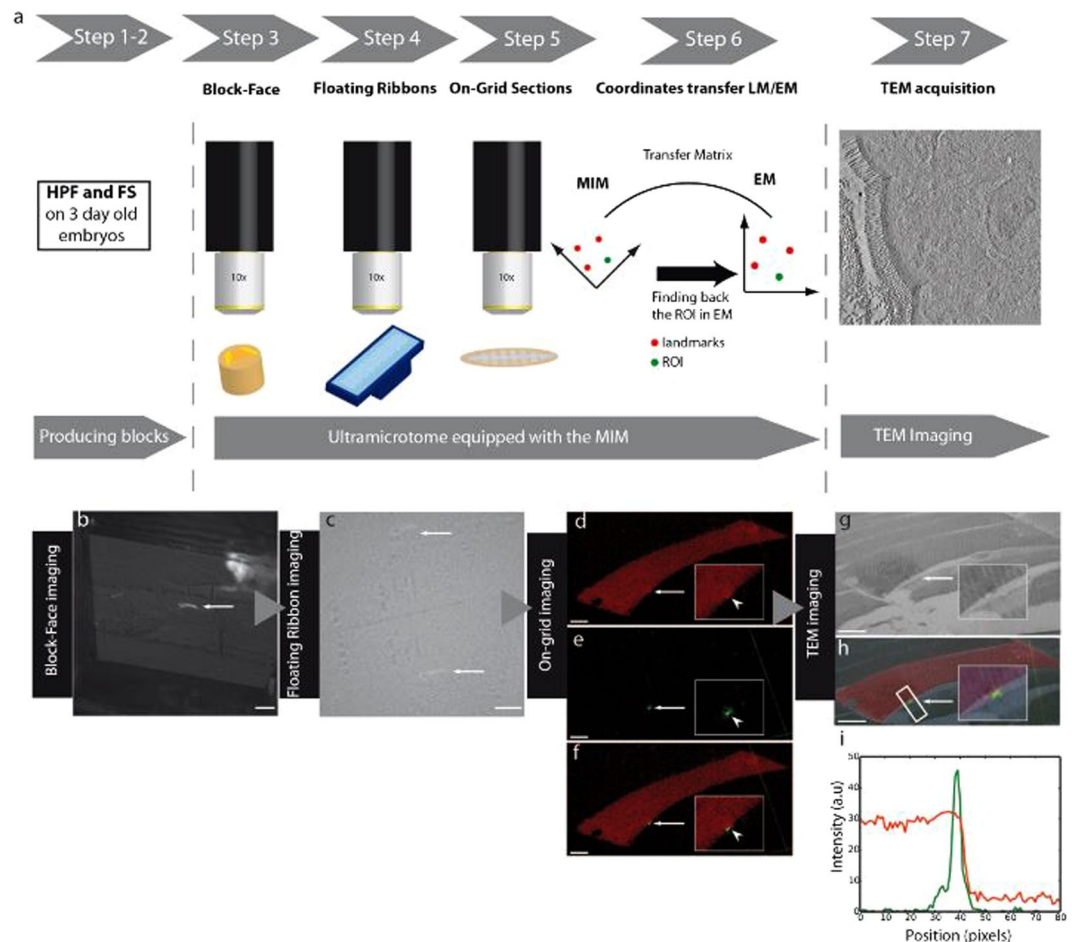 a
Step 1-2
Step 3
Step 4
Step 5
Step 6
Step 7
Block-Face
Floating Ribbons
On-Grid Sections
Coordinates transfer LM/EM
TEM acquisition
HPF and FS
on 3 day old
embryos
10x
10x
10x
Transfer Matrix
MIM
EM
Finding back
the ROI in EM
landmarks
ROI
Producing blocks
Ultramicrotome equipped with the MIM
TEM Imaging
Block-Face imaging
b
Floating Ribbon imaging
c
On-grid imaging
d
e
f
TEM imaging
g
h
i
Intensity (a.u)
50
40
30
20
10
0
0
10
20
30
40
50
60
70
80
Position (pixels)